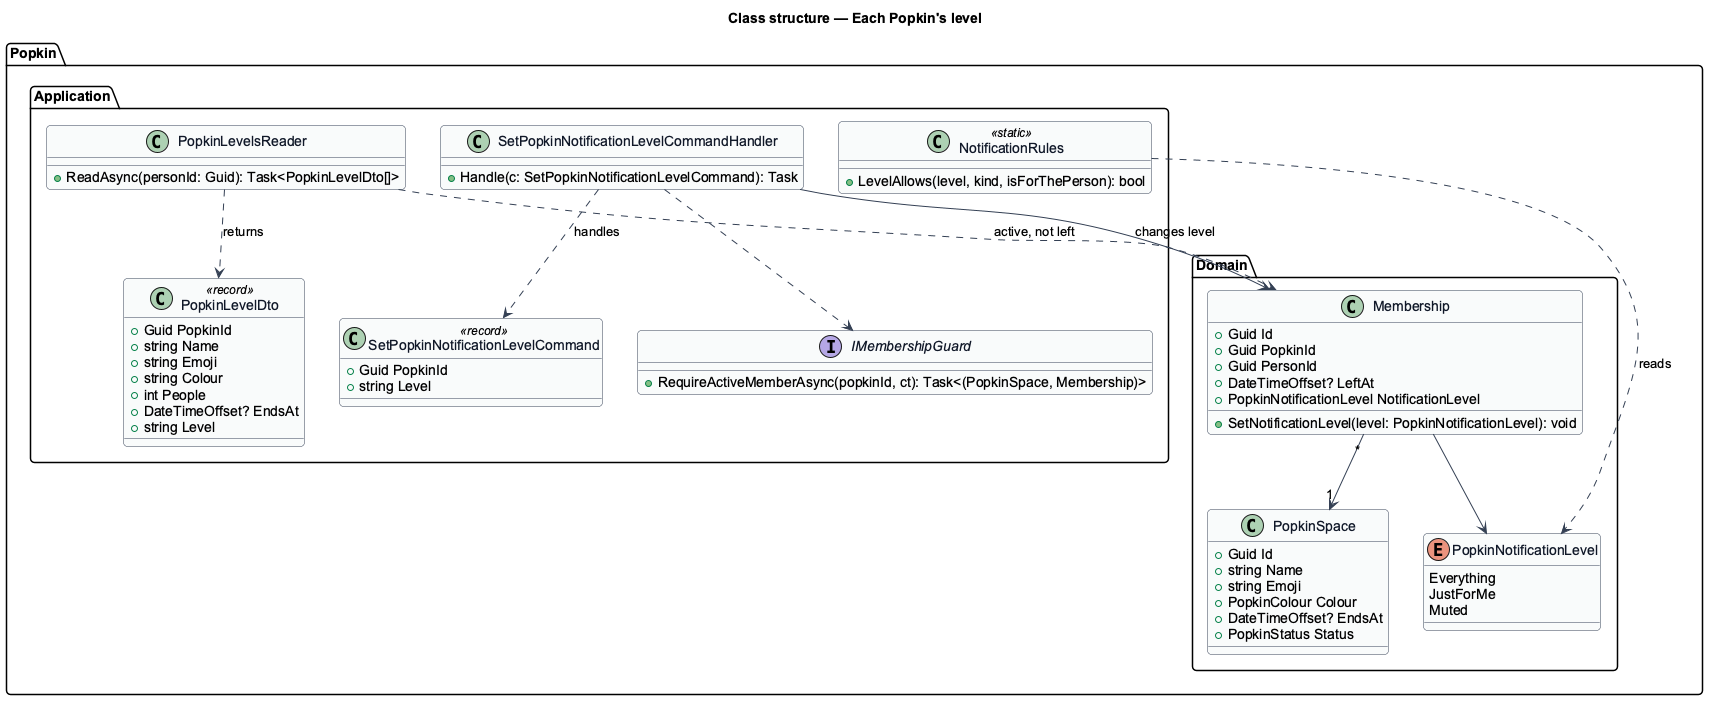 Class structure — Each Popkin's level
Popkin
Application
C PopkinLevelsReader
ReadAsync(personId: Guid): Task<PopkinLevelDto[]>
C SetPopkinNotificationLevelCommandHandler
Handle(c: SetPopkinNotificationLevelCommand): Task
C «static»
NotificationRules
LevelAllows(level, kind, isForThePerson): bool
returns
handles
active, not left
changes level
C «record»
PopkinLevelDto
Guid PopkinId
string Name
string Emoji
string Colour
int People
DateTimeOffset? EndsAt
string Level
C «record»
SetPopkinNotificationLevelCommand
Guid PopkinId
string Level
I IMembershipGuard
RequireActiveMemberAsync(popkinId, ct): Task<(PopkinSpace, Membership)>
Domain
C Membership
Guid Id
Guid PopkinId
Guid PersonId
DateTimeOffset? LeftAt
PopkinNotificationLevel NotificationLevel
SetNotificationLevel(level: PopkinNotificationLevel): void
reads
*
1
C PopkinSpace
Guid Id
string Name
string Emoji
PopkinColour Colour
DateTimeOffset? EndsAt
PopkinStatus Status
E PopkinNotificationLevel
Everything
JustForMe
Muted